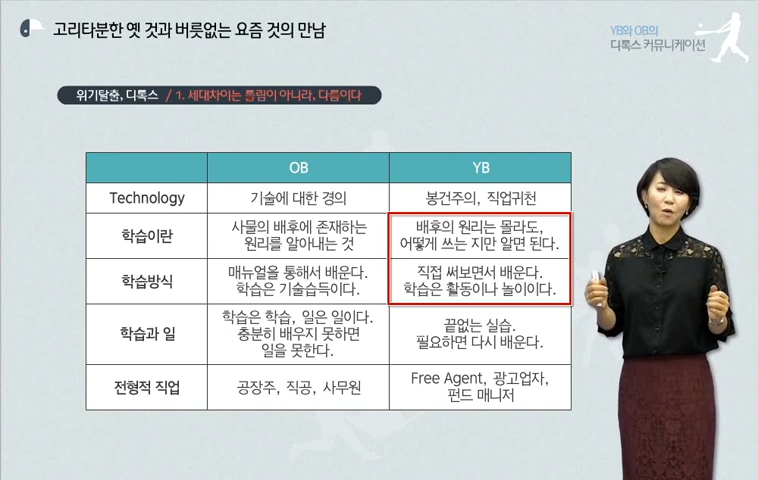 고리타분한 옛 것과 버릇없는 요즘 것의 만남
YB와 OB의
디톡스 커뮤니케이션
위기탈출, 디톡스 / 1. 세대차이는 틀림이 아니라, 다름이다
OB
YB
Technology
기술에 대한 경의
봉건주의, 직업귀천
학습이란
사물의 배후에 존재하는
원리를 알아내는 것
배후의 원리는 몰라도,
어떻게 쓰는 지만 알면 된다.
학습방식
매뉴얼을 통해서 배운다.
학습은 기술습득이다.
직접 써보면서 배운다.
학습은 활동이나 놀이이다.
학습과 일
학습은 학습, 일은 일이다.
충분히 배우지 못하면
일을 못한다.
끝없는 실습.
필요하면 다시 배운다.
전형적 직업
공장주, 직공, 사무원
Free Agent, 광고업자,
펀드 매니저